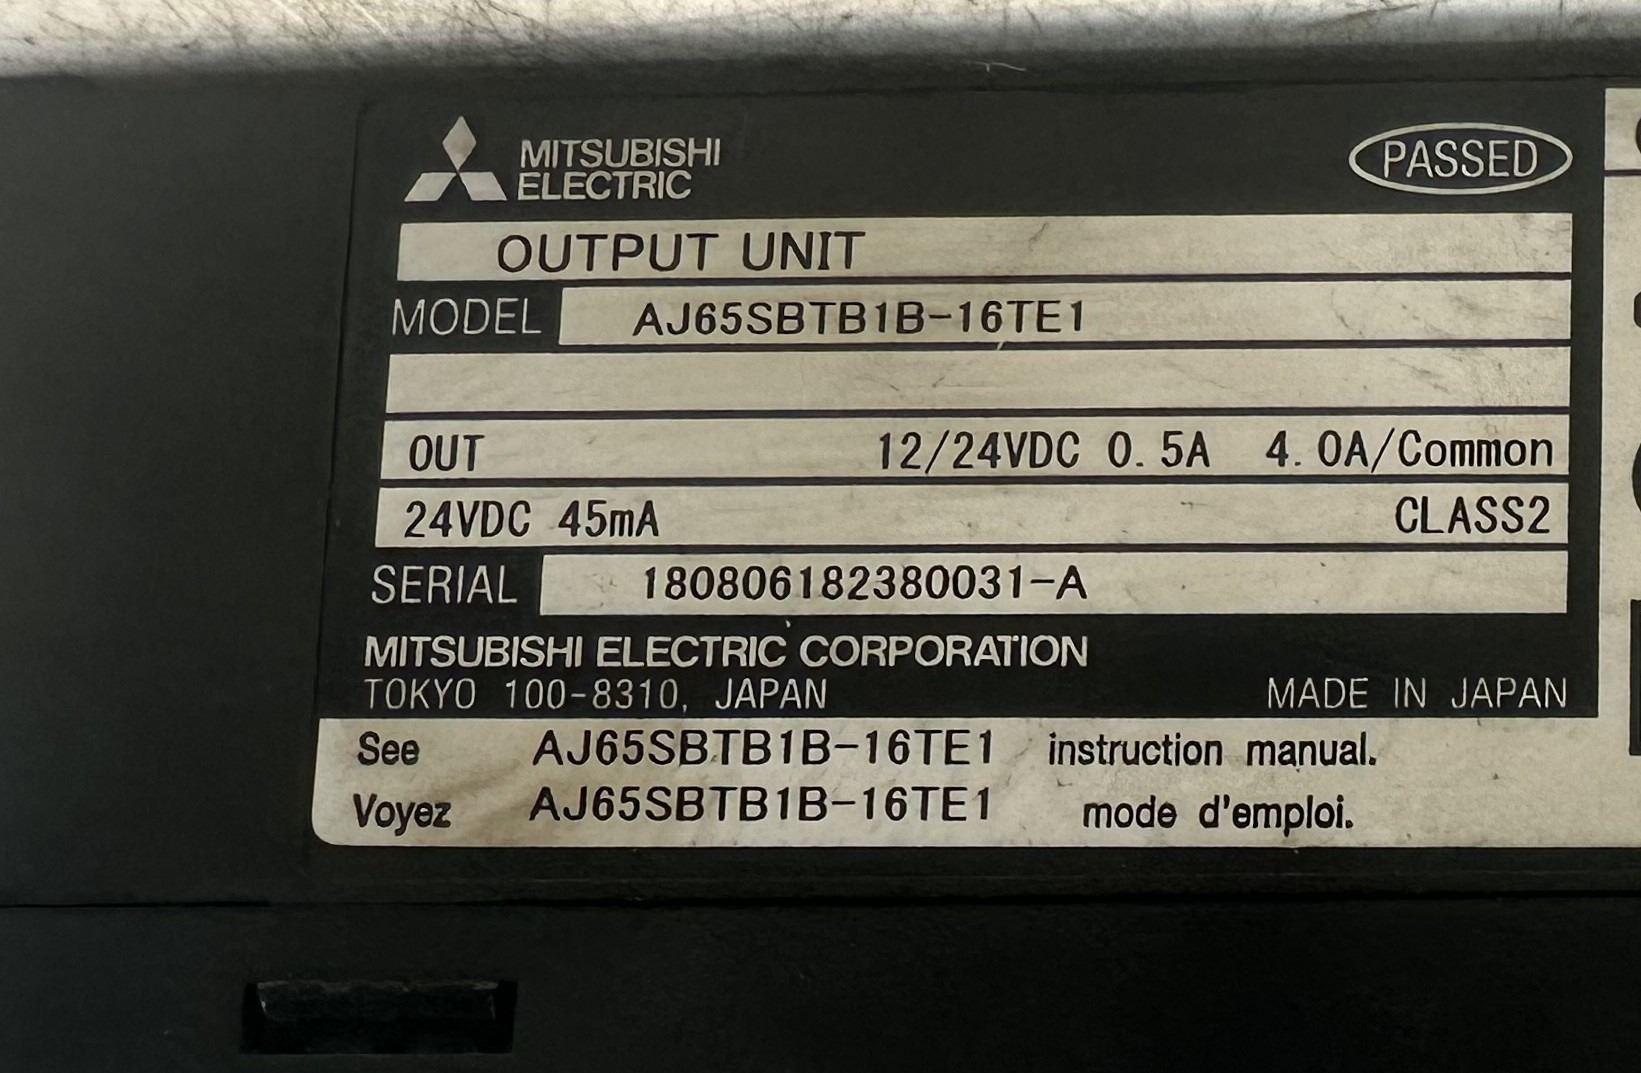 MITSUBISHI
ELECTRIC
PASSED
OUTPUT UNIT
MODEL AJ65SBTB1B-16TE1
OUT 12/24VDC 0.5A 4.0A/Common
24VDC 45mA CLASS2
SERIAL 180806182380031-A
MITSUBISHI ELECTRIC CORPORATION
TOKYO 100-8310, JAPAN MADE IN JAPAN
See AJ65SBTB1B-16TE1 instruction manual.
Voyez AJ65SBTB1B-16TE1 mode d'emploi.